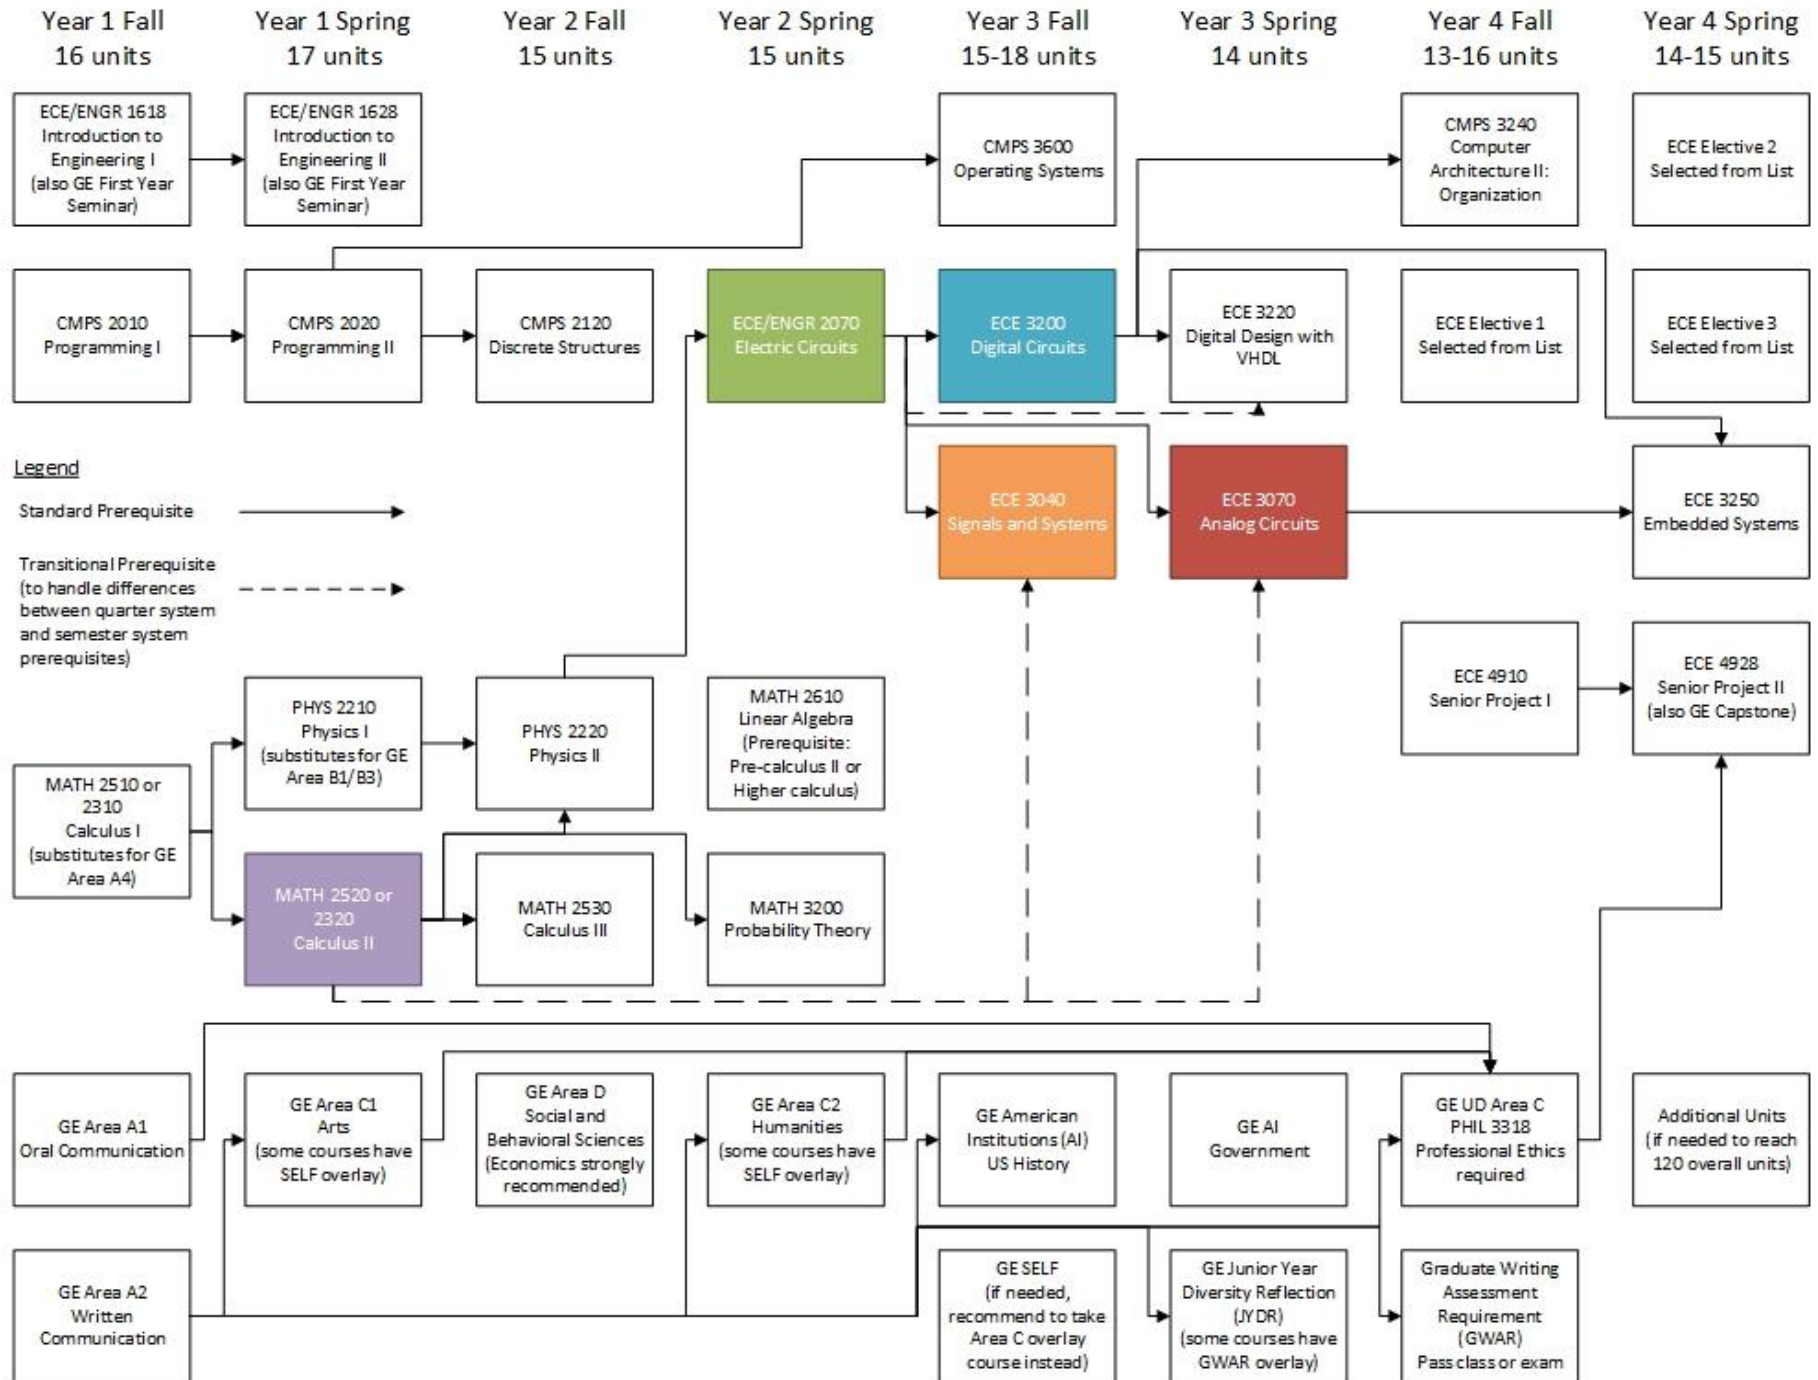 Year 1 Fall
16 units
Year 1 Spring
17 units
Year 2 Fall
15 units
Year 2 Spring
15 units
Year 3 Fall
15-18 units
Year 3 Spring
14 units
Year 4 Fall
13-16 units
Year 4 Spring
14-15 units
ECE/ENGR 1618
Introduction to
Engineering I
(also GE First Year
Seminar)
ECE/ENGR 1628
Introduction to
Engineering II
(also GE First Year
Seminar)
CMPS 3600
Operating Systems
CMPS 3240
Computer
Architecture II:
Organization
ECE Elective 2
Selected from List
CMPS 2010
Programming I
CMPS 2020
Programming II
CMPS 2120
Discrete Structures
ECE/ENGR 2070
Electric Circuits
ECE 3200
Digital Circuits
ECE 3220
Digital Design with
VHDL
ECE Elective 1
Selected from List
ECE Elective 3
Selected from List
Legend
Standard Prerequisite
Transitional Prerequisite
(to handle differences
between quarter system
and semester system
prerequisites)
ECE 3040
Signals and Systems
ECE 3070
Analog Circuits
ECE 3250
Embedded Systems
PHYS 2210
Physics I
(substitutes for GE
Area B1/B3)
PHYS 2220
Physics II
MATH 2610
Linear Algebra
(Prerequisite:
Pre-calculus II or
Higher calculus)
ECE 4910
Senior Project I
ECE 4928
Senior Project II
(also GE Capstone)
MATH 2510 or
2310
Calculus I
(substitutes for GE
Area A4)
MATH 2520 or
2320
Calculus II
MATH 2530
Calculus III
MATH 3200
Probability Theory
GE Area A1
Oral Communication
GE Area C1
Arts
(some courses have
SELF overlay)
GE Area D
Social and
Behavioral Sciences
(Economics strongly
recommended)
GE Area C2
Humanities
(some courses have
SELF overlay)
GE American
Institutions (AI)
US History
GE AI
Government
GE UD Area C
PHIL 3318
Professional Ethics
required
Additional Units
(if needed to reach
120 overall units)
GE Area A2
Written
Communication
GE SELF
(if needed,
recommend to take
Area C overlay
course instead)
GE Junior Year
Diversity Reflection
(JYDR)
(some courses have
GWAR overlay)
Graduate Writing
Assessment
Requirement
(GWAR)
Pass class or exam